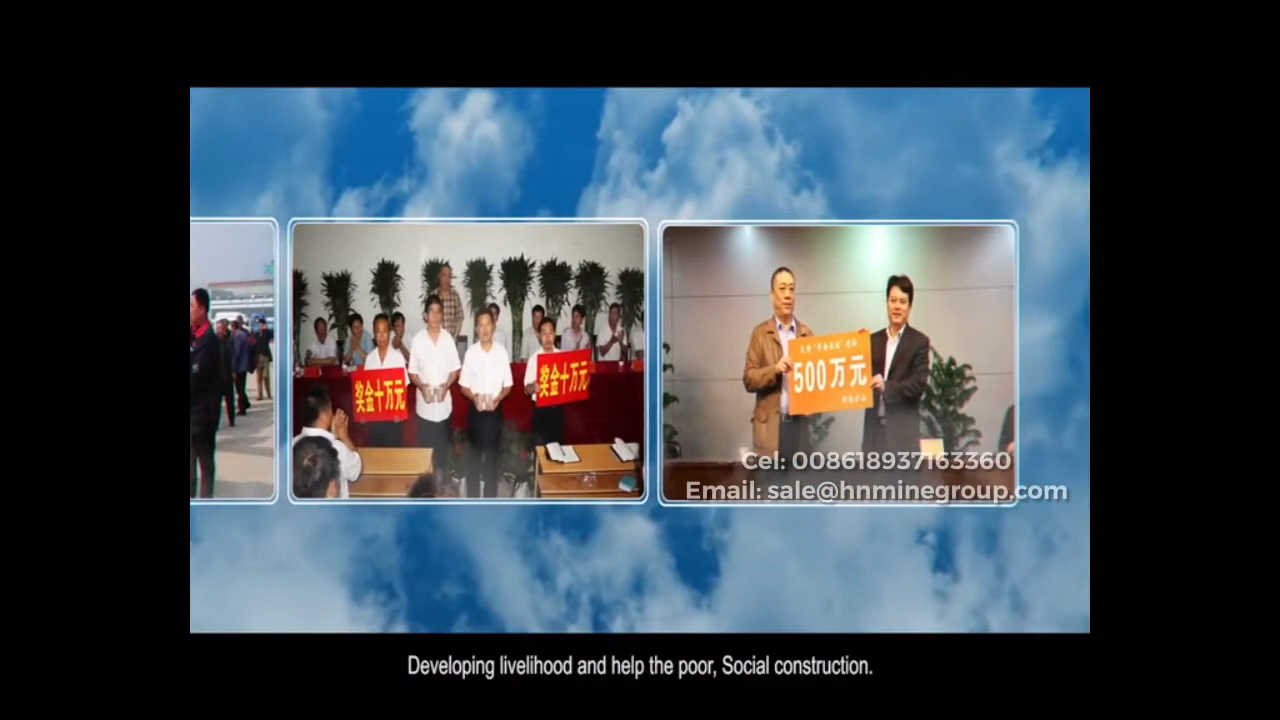 奖金十万元
奖金十万元
500万元
Cel: 008618937163360
Email: sale@hnminegroup.com
Developing livelihood and help the poor, Social construction.